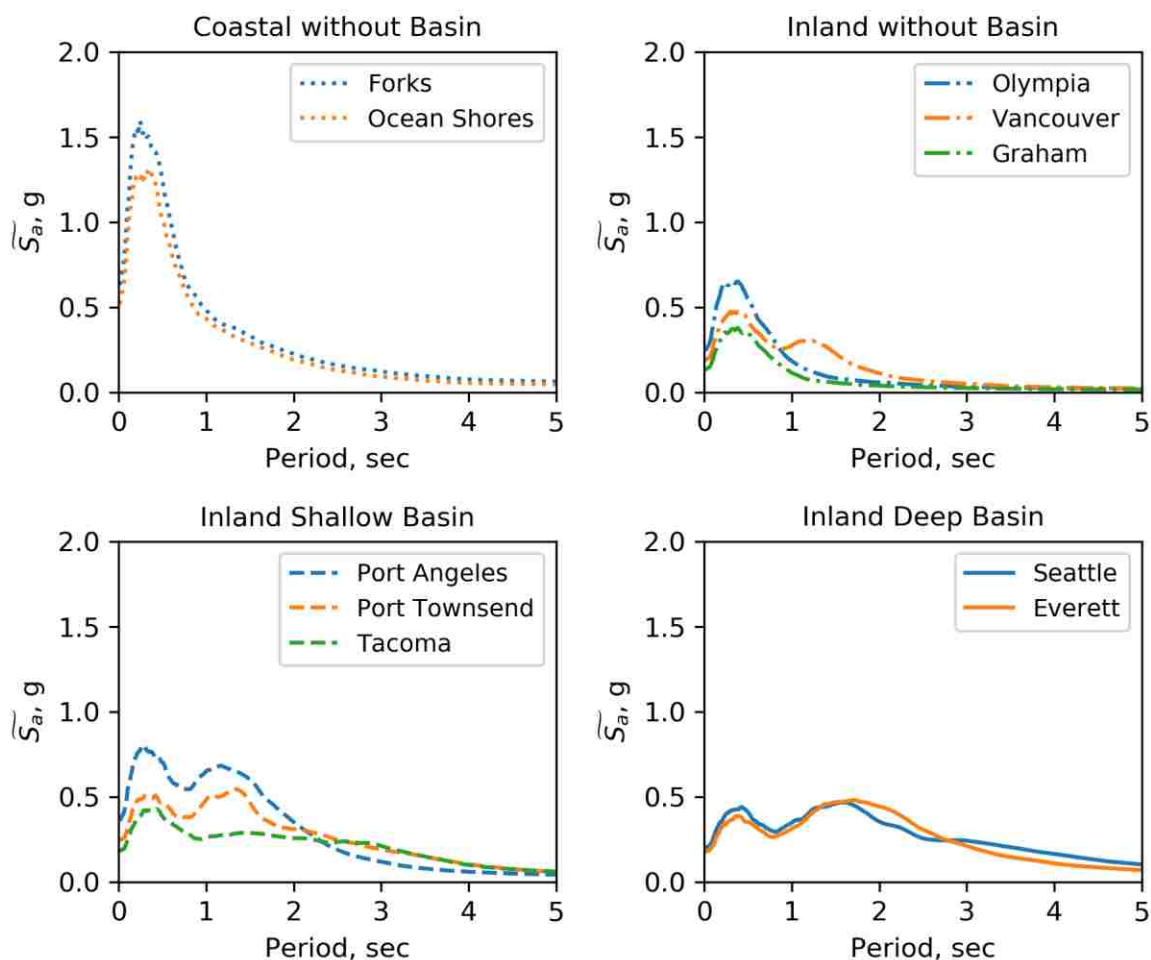 Coastal without Basin
2.0
1.5
1.0
0.5
0.0
S̃a, g
Forks
Ocean Shores
0 1 2 3 4 5
Period, sec
Inland without Basin
2.0
1.5
1.0
0.5
0.0
S̃a, g
Olympia
Vancouver
Graham
0 1 2 3 4 5
Period, sec
Inland Shallow Basin
2.0
1.5
1.0
0.5
0.0
S̃a, g
Port Angeles
Port Townsend
Tacoma
0 1 2 3 4 5
Period, sec
Inland Deep Basin
2.0
1.5
1.0
0.5
0.0
S̃a, g
Seattle
Everett
0 1 2 3 4 5
Period, sec